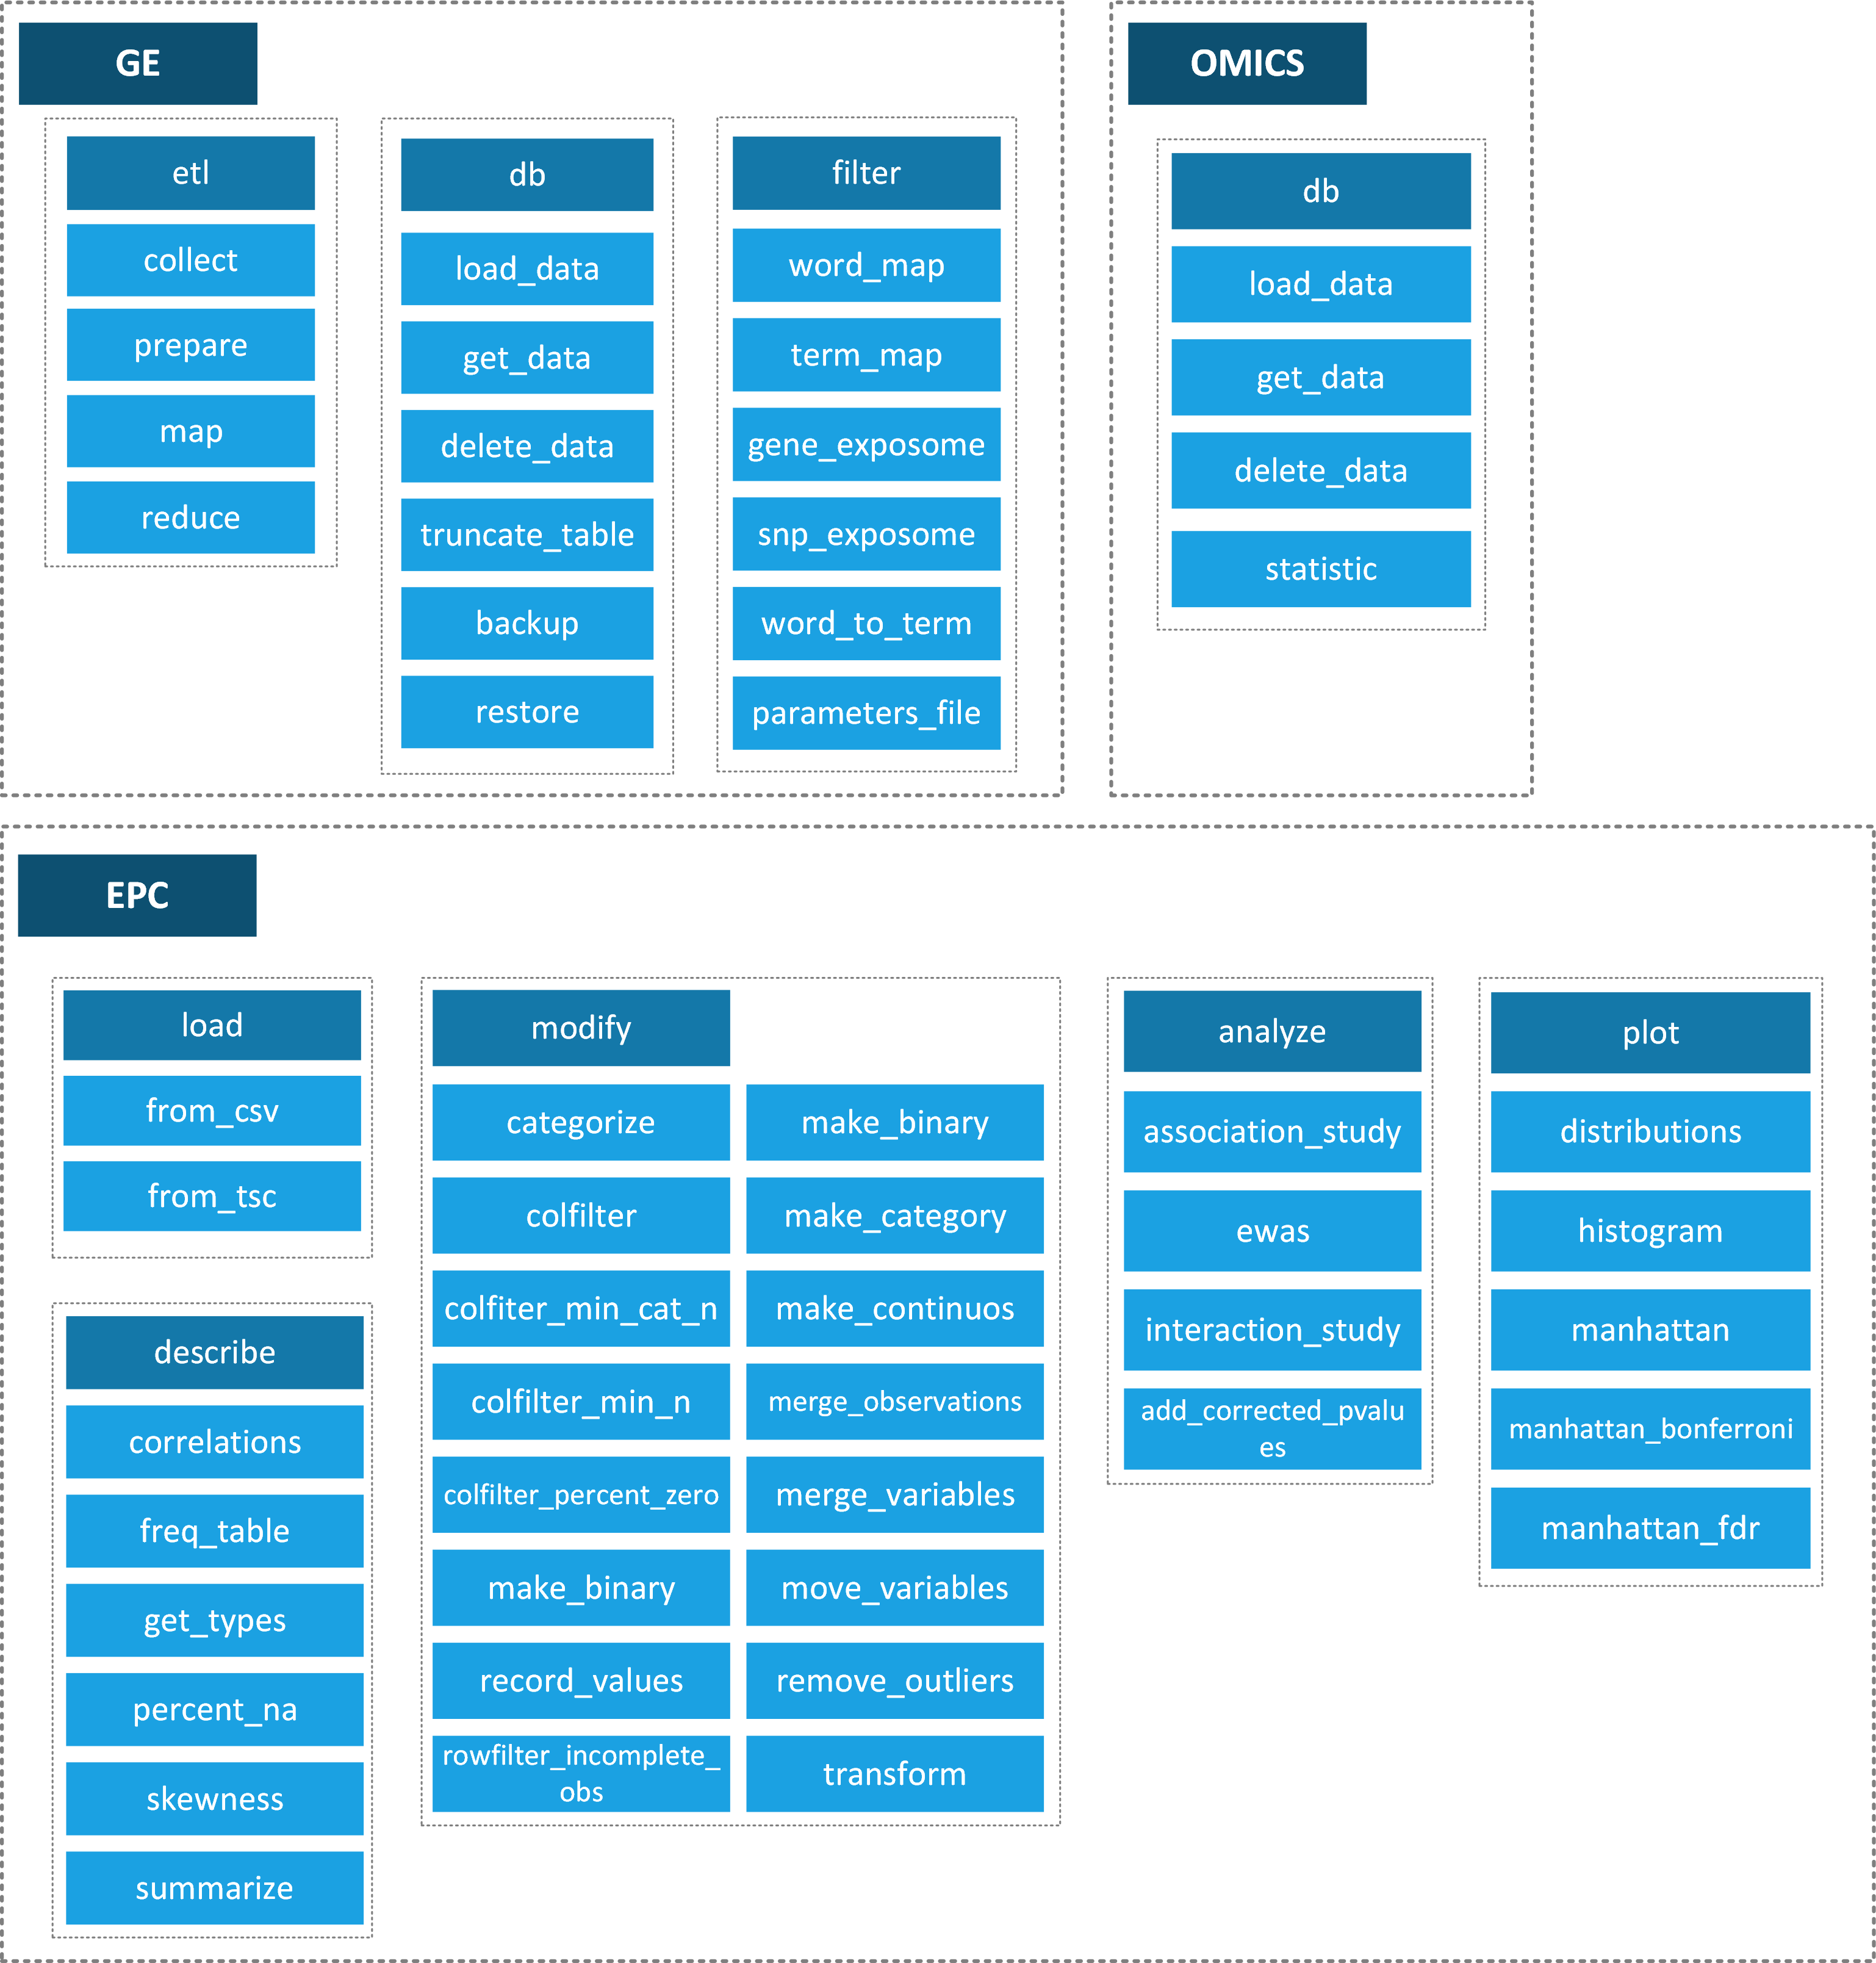 GE
etl
collect
prepare
map
reduce
db
load_data
get_data
delete_data
truncate_table
backup
restore
filter
word_map
term_map
gene_exposome
snp_exposome
word_to_term
parameters_file
OMICS
db
load_data
get_data
delete_data
statistic
EPC
load
from_csv
from_tsc
describe
correlations
freq_table
get_types
percent_na
skewness
summarize
modify
categorize
colfilter
colfiter_min_cat_n
colfilter_min_n
colfilter_percent_zero
make_binary
record_values
rowfilter_incomplete_
obs
make_binary
make_category
make_continuos
merge_observations
merge_variables
move_variables
remove_outliers
transform
analyze
association_study
ewas
interaction_study
add_corrected_pvalu
es
plot
distributions
histogram
manhattan
manhattan_bonferroni
manhattan_fdr